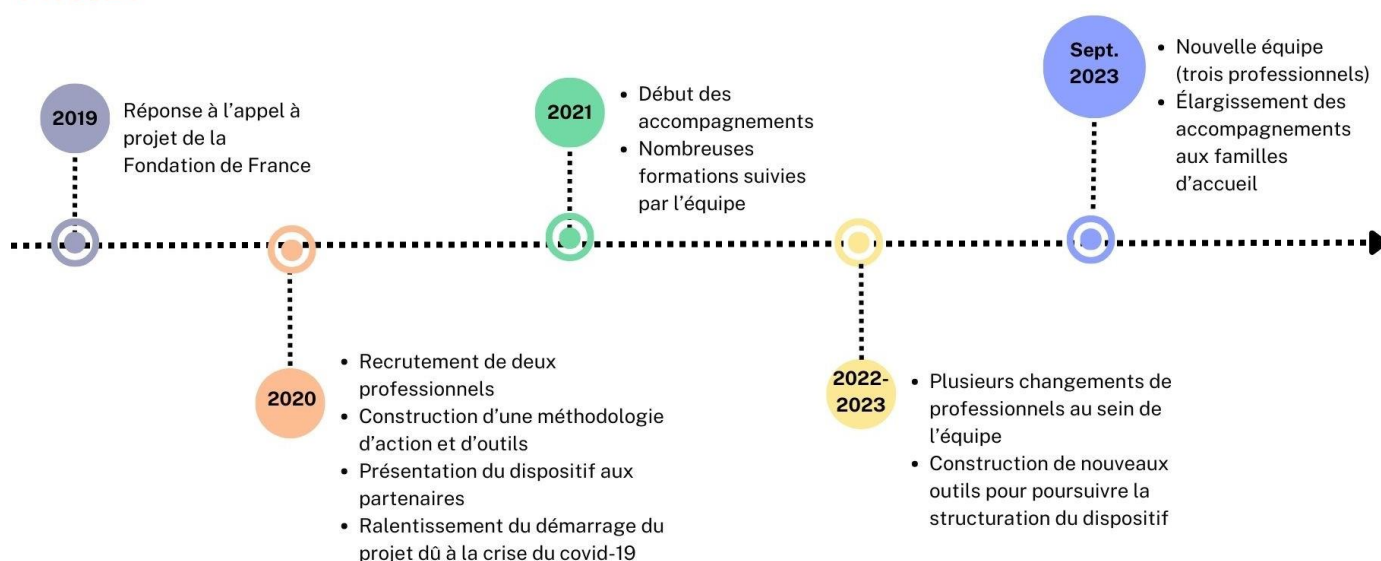 2019
Réponse à l’appel à
projet de la
Fondation de France
2020
• Recrutement de deux
professionnels
• Construction d’une méthodologie
d’action et d’outils
• Présentation du dispositif aux
partenaires
• Ralentissement du démarrage du
projet dû à la crise du covid-19
2021
• Début des
accompagnements
• Nombreuses
formations suivies
par l’équipe
2022-
2023
• Plusieurs changements de
professionnels au sein de
l’équipe
• Construction de nouveaux
outils pour poursuivre la
structuration du dispositif
Sept.
2023
• Nouvelle équipe
(trois professionnels)
• Élargissement des
accompagnements
aux familles
d’accueil